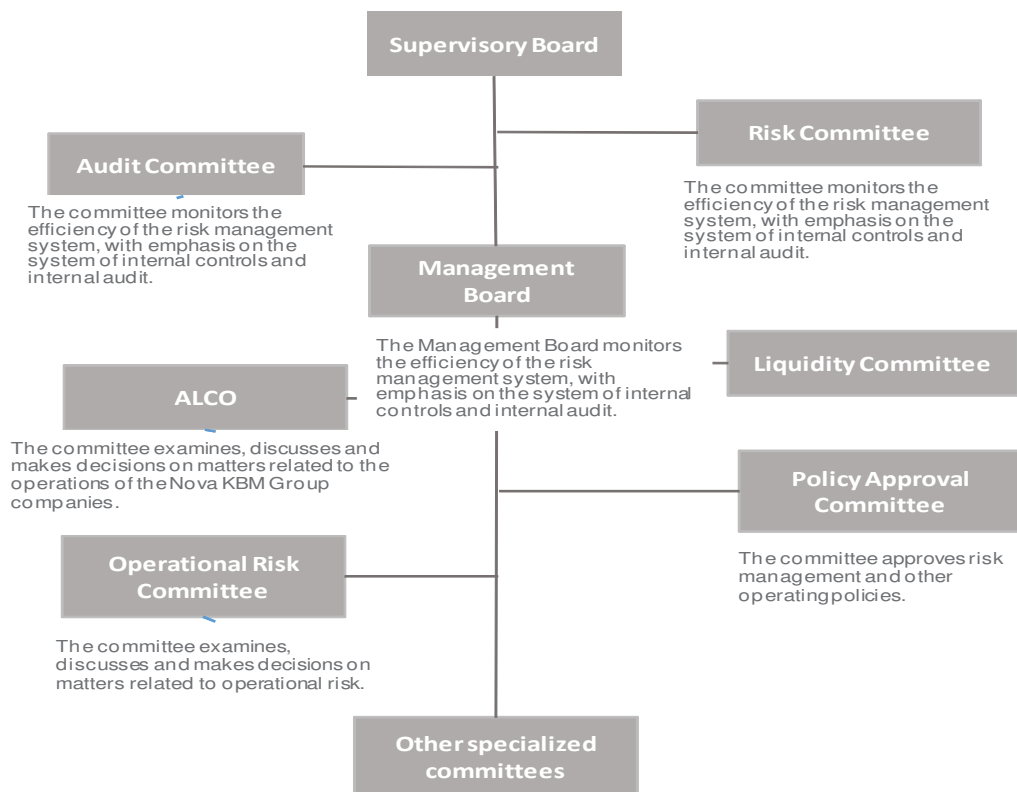 Supervisory Board
Risk Committee
Audit Committee
The committee monitors the
efficiency of the risk management
system, with emphasis on the
system of internal controls and
internal audit.
The committee monitors the
efficiency of the risk management
system, with emphasis on the
system of internal controls and
internal audit.
Management
Board
The Management Board monitors
the efficiency of the risk
management system, with
emphasis on the system of internal
controls and internal audit.
Liquidity Committee
ALCO
The committee examines, discusses and
makes decisions on matters related to the
operations of the Nova KBM Group
companies.
Policy Approval
Committee
The committee approves risk
management and other
operating policies.
Operational Risk
Committee
The committee examines,
discusses and makes decisions on
matters related to operational risk.
Other specialized
committees